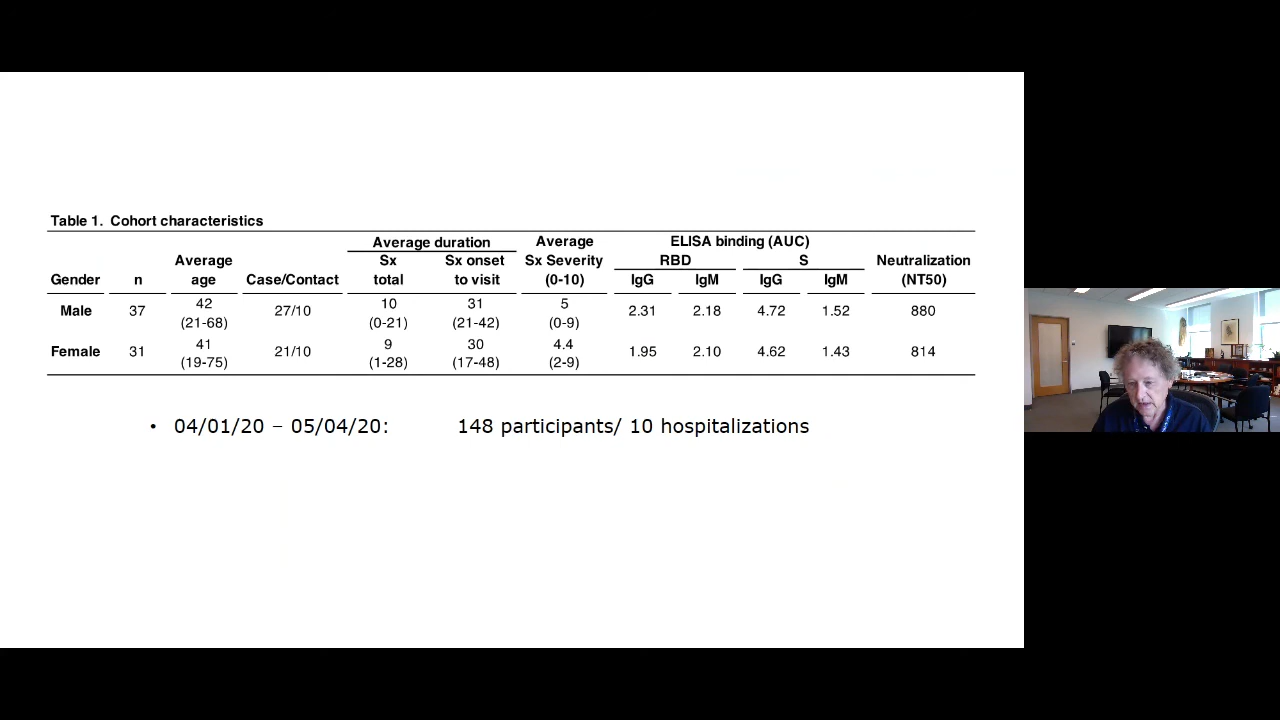 Table 1. Cohort characteristics
Average duration Average ELISA binding (AUC)
Average Sx Sx onset Sx Severity RBD S Neutralization
Gender n age Case/Contact total to visit (0-10) IgG IgM IgG IgM (NT50)
Male 37 42 27/10 10 31 5 2.31 2.18 4.72 1.52 880
(21-68) (0-21) (21-42) (0-9)
Female 31 41 21/10 9 30 4.4 1.95 2.10 4.62 1.43 814
(19-75) (1-28) (17-48) (2-9)
• 04/01/20 – 05/04/20: 148 participants/ 10 hospitalizations